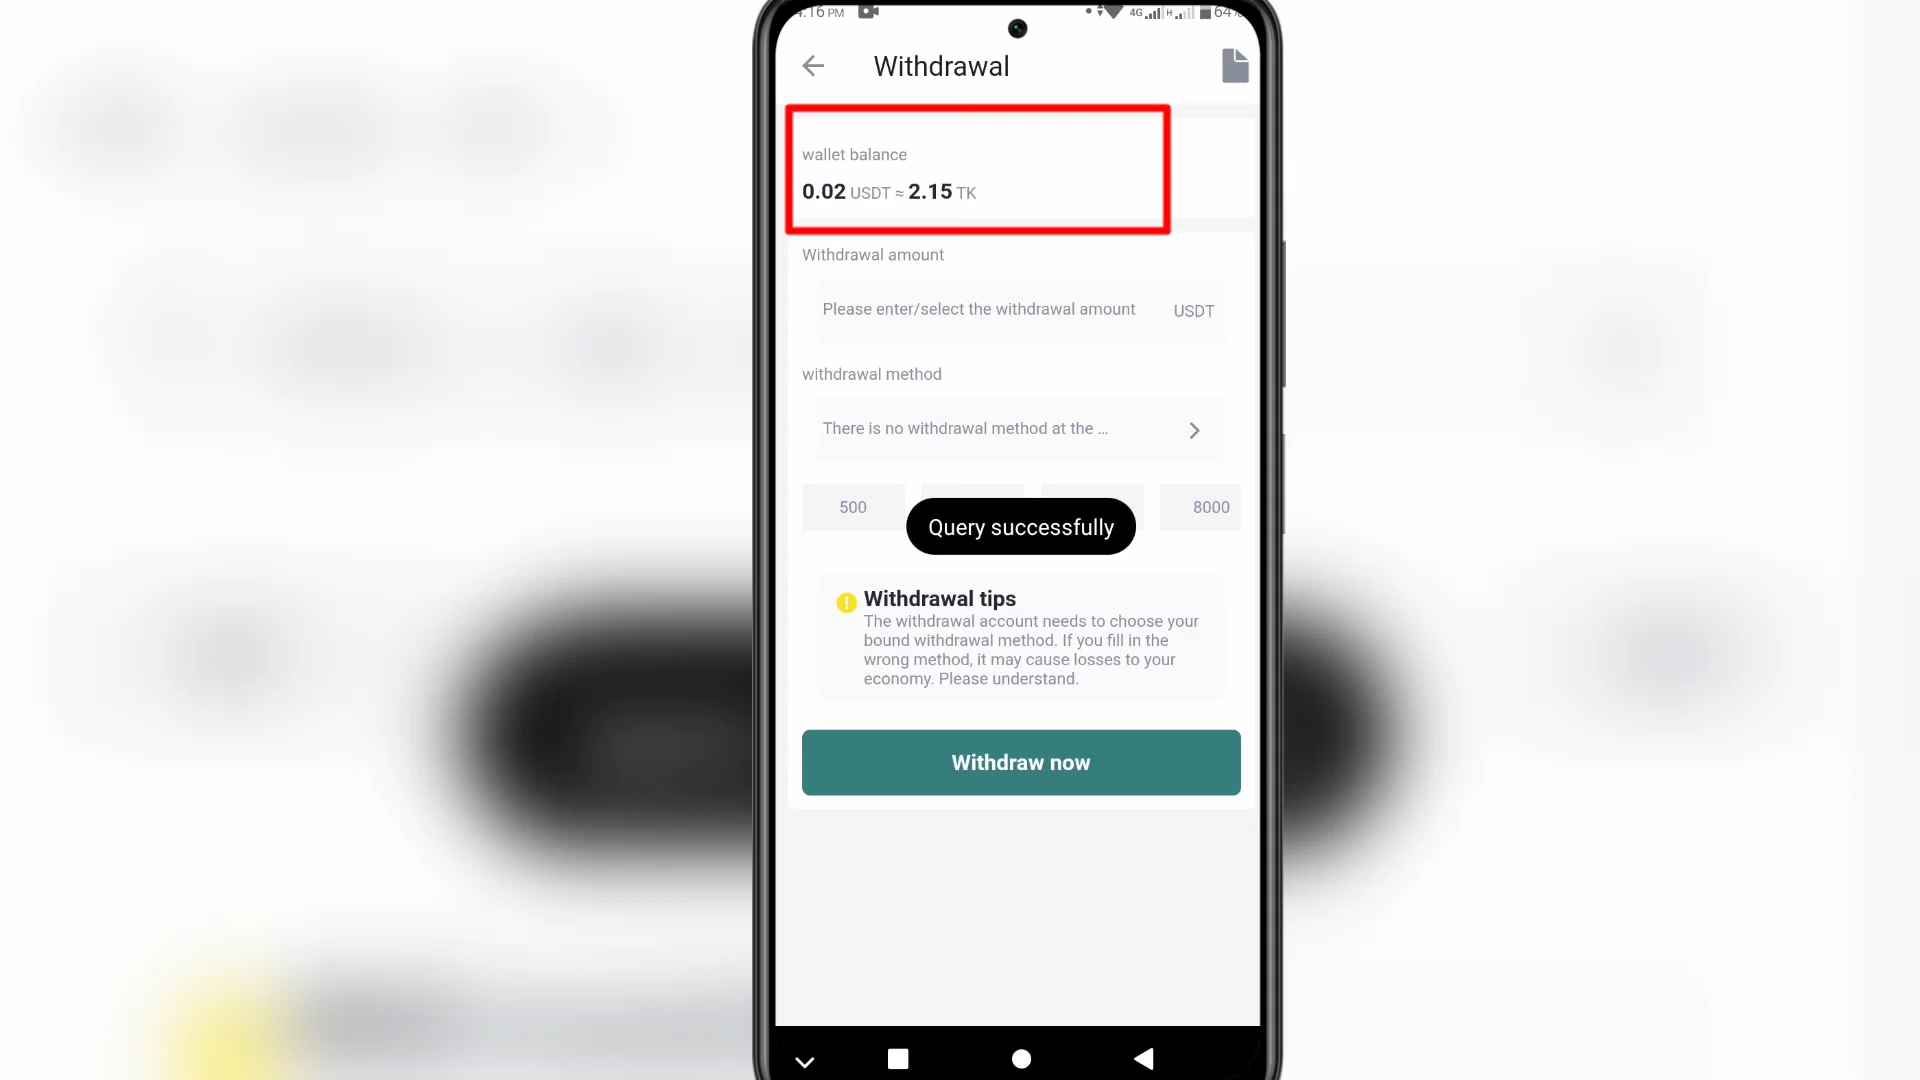 4:16 PM 4G H 64%
Withdrawal
wallet balance
0.02 USDT ≈ 2.15 TK
Withdrawal amount
Please enter/select the withdrawal amount USDT
withdrawal method
There is no withdrawal method at the ...
500 8000
Query successfully
Withdrawal tips
The withdrawal account needs to choose your
bound withdrawal method. If you fill in the
wrong method, it may cause losses to your
economy. Please understand.
Withdraw now